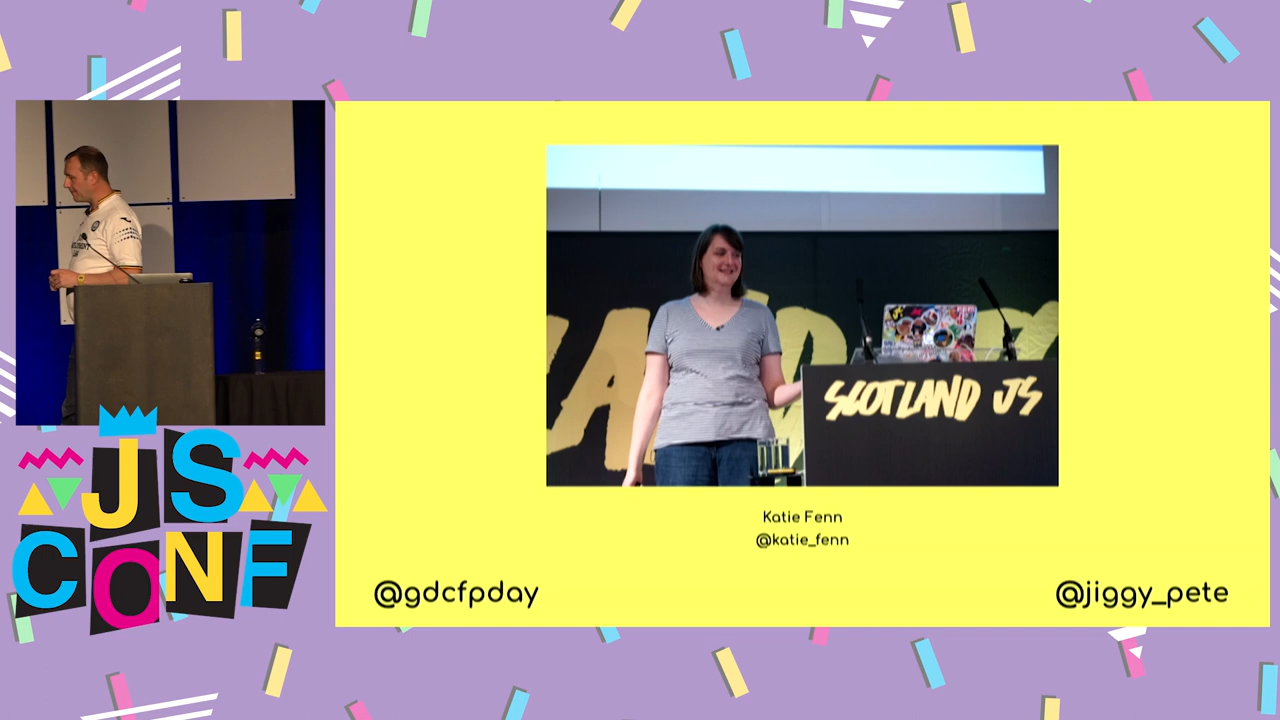 SCOTLAND JS
Katie Fenn
@katie_fenn
@gdcfpday
@jiggy_pete
JS
CONF